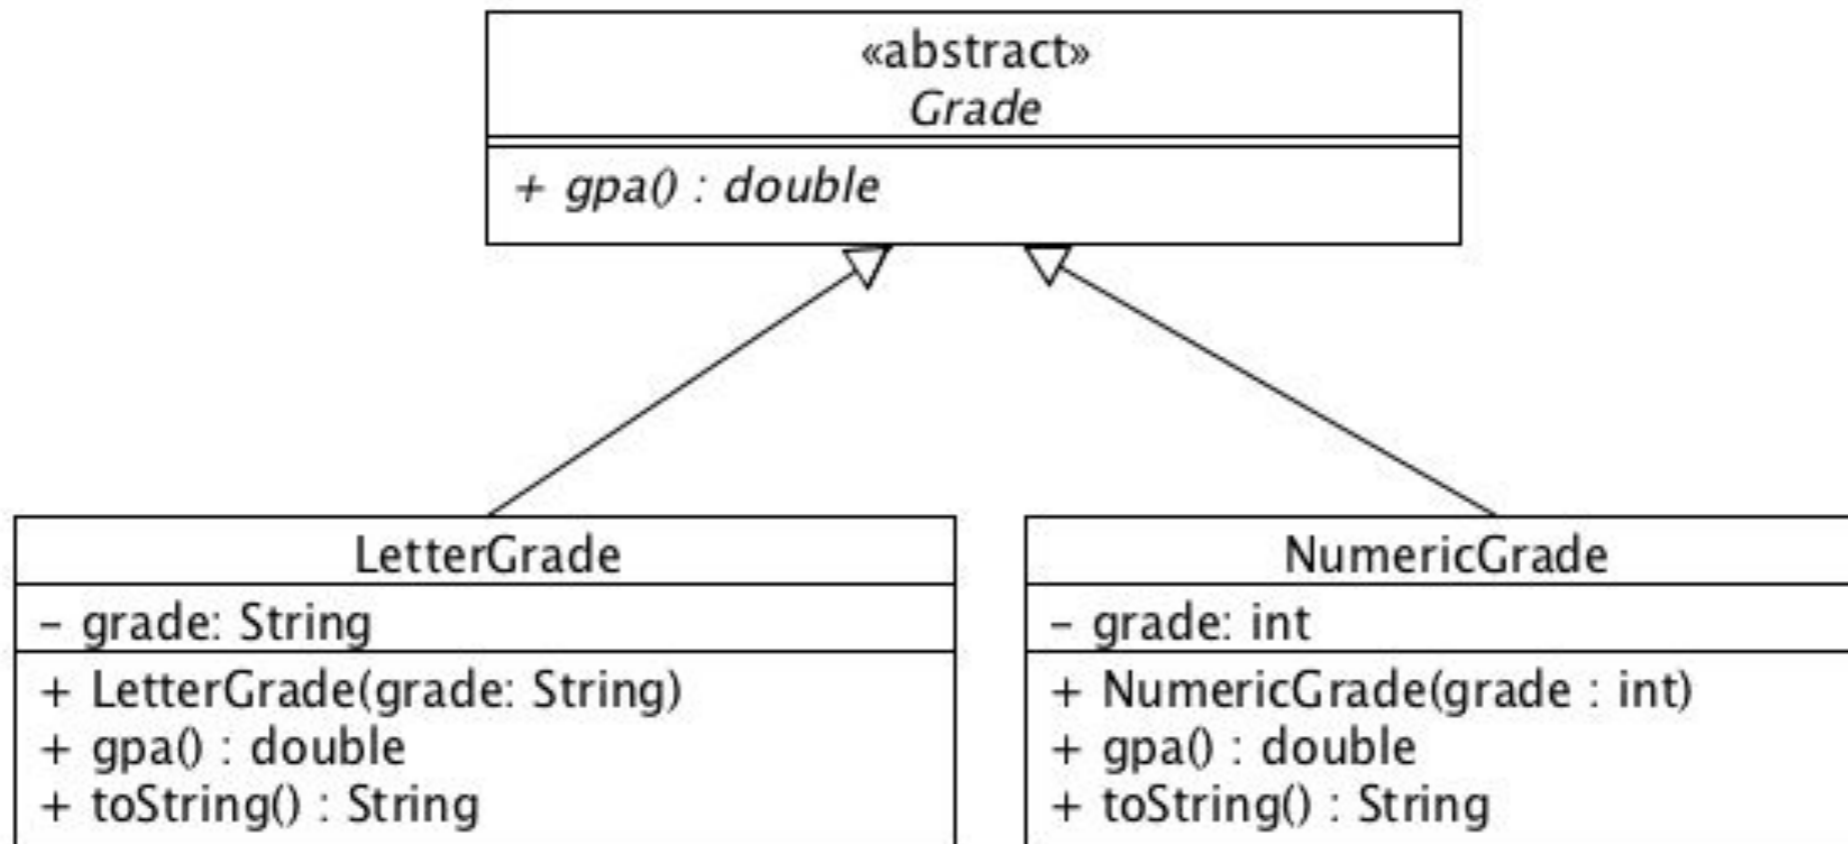 «abstract»
Grade
+ gpa() : double
LetterGrade
– grade: String
+ LetterGrade(grade: String)
+ gpa() : double
+ toString() : String
NumericGrade
– grade: int
+ NumericGrade(grade : int)
+ gpa() : double
+ toString() : String